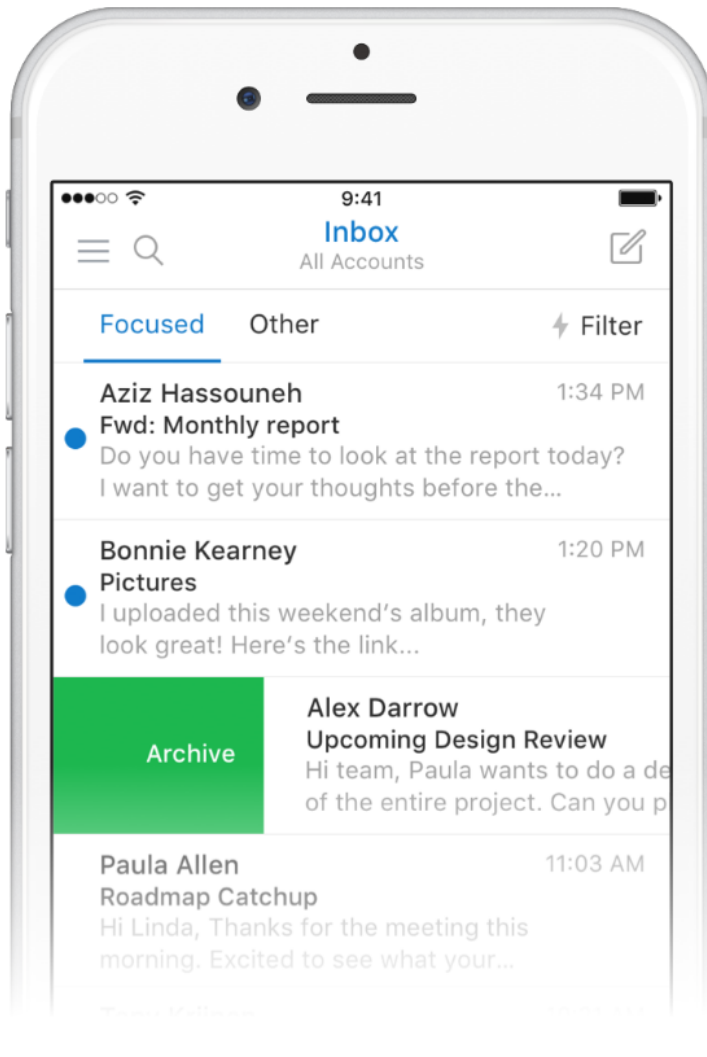 9:41
Inbox
All Accounts
Focused Other Filter
Aziz Hassouneh 1:34 PM
Fwd: Monthly report
Do you have time to look at the report today?
I want to get your thoughts before the...
Bonnie Kearney 1:20 PM
Pictures
I uploaded this weekend's album, they
look great! Here's the link...
Archive
Alex Darrow
Upcoming Design Review
Hi team, Paula wants to do a de
of the entire project. Can you p
Paula Allen 11:03 AM
Roadmap Catchup
Hi Linda, Thanks for the meeting this
morning. Excited to see what your...